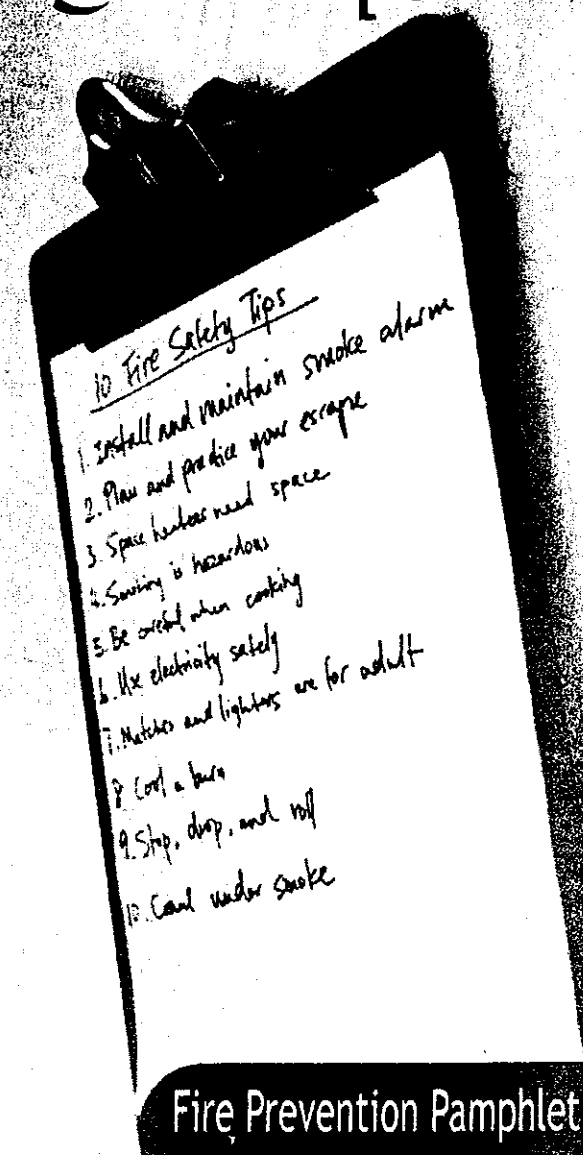 10 Fire Safety Tips
1. Install and maintain smoke alarm
2. Plan and practice your escape
3. Space heaters need space
4. Smoking is hazardous
5. Be careful when cooking
6. Use electricity safely
7. Matches and lighters are for adult
8. Cool a burn
9. Stop, drop, and roll
10. Crawl under smoke
Fire Prevention Pamphlet